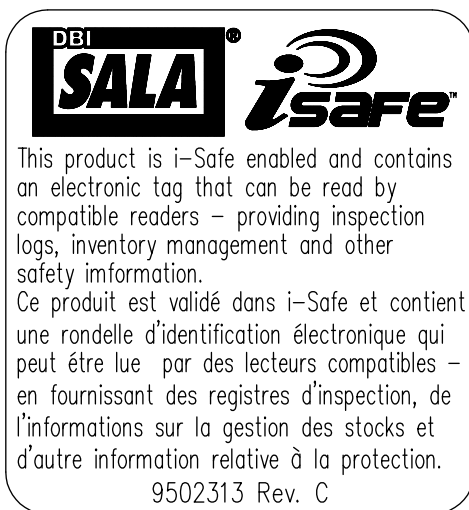 DBI
SALA®
isafe™
This product is i-Safe enabled and contains
an electronic tag that can be read by
compatible readers – providing inspection
logs, inventory management and other
safety imformation.
Ce produit est validé dans i-Safe et contient
une rondelle d'identification électronique qui
peut étre lue  par des lecteurs compatibles –
en fournissant des registres d'inspection, de
l'informations sur la gestion des stocks et
d'autre information relative à la protection.
9502313 Rev. C